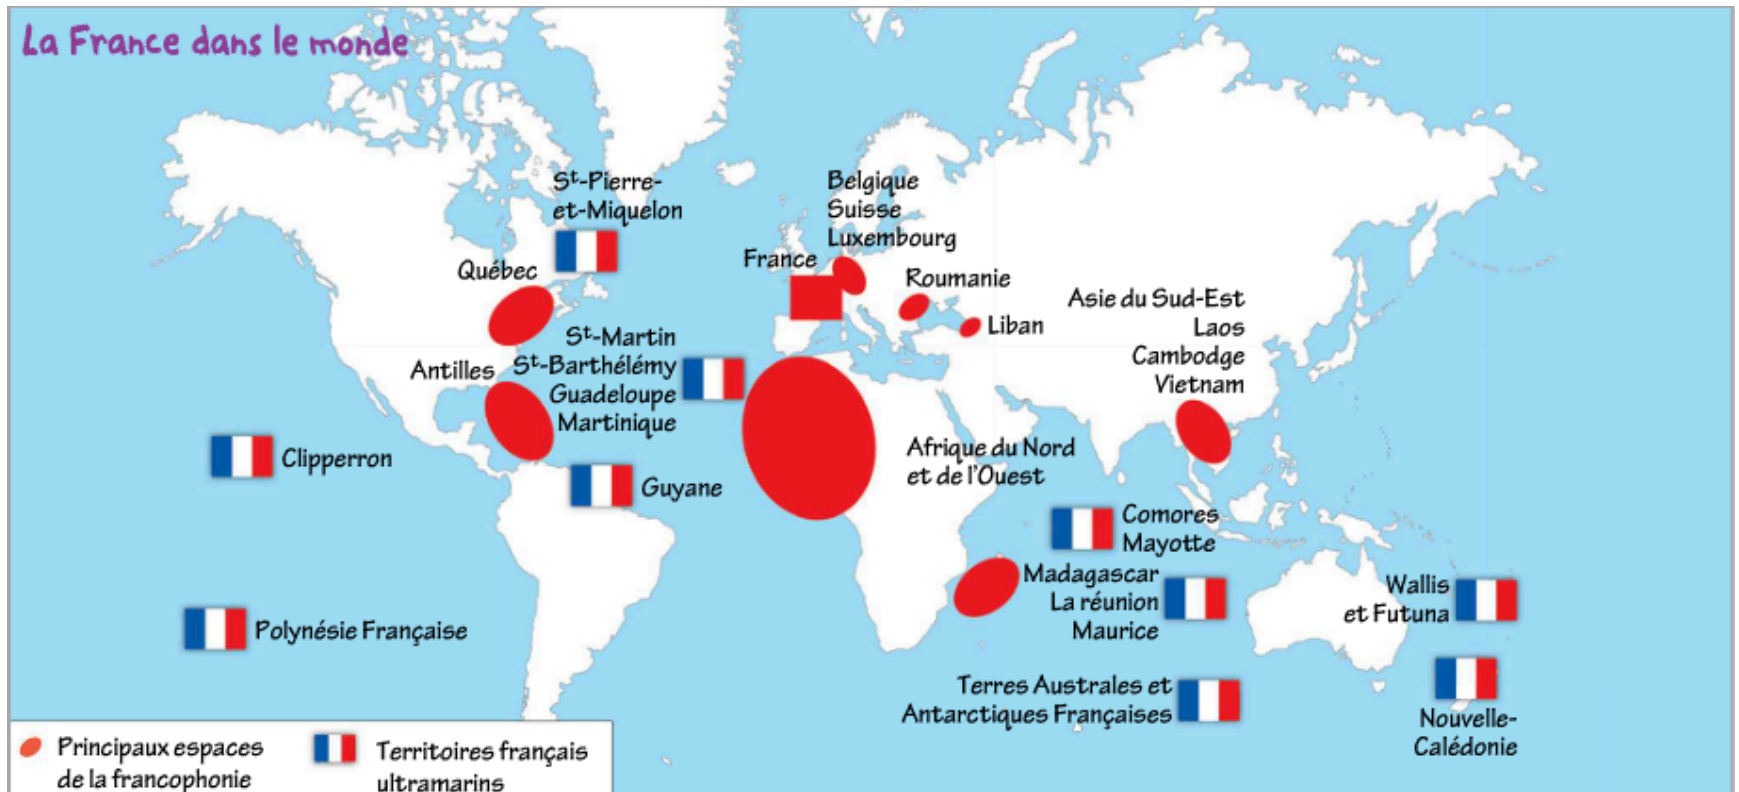 La France dans le monde
St-Pierre-
et-Miquelon
Québec
St-Martin
St-Barthélémy
Guadeloupe
Martinique
Antilles
Clipperron
Guyane
Polynésie Française
Belgique
Suisse
Luxembourg
France
Roumanie
Liban
Asie du Sud-Est
Laos
Cambodge
Vietnam
Afrique du Nord
et de l'Ouest
Comores
Mayotte
Madagascar
La réunion
Maurice
Wallis
et Futuna
Terres Australes et
Antarctiques Françaises
Nouvelle-
Calédonie
Principaux espaces
de la francophonie
Territoires français
ultramarins